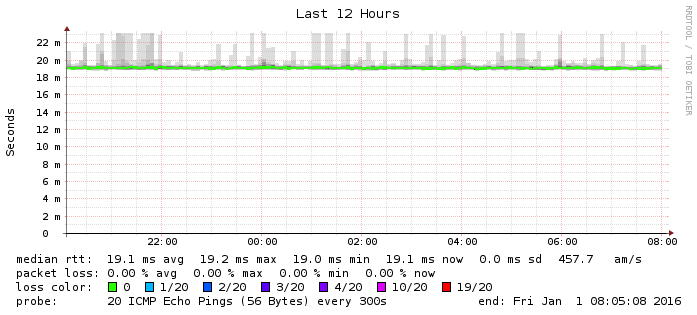 Last 12 Hours
RRDTOOL / TOBI OETIKER
Seconds
22 m
20 m
18 m
16 m
14 m
12 m
10 m
8 m
6 m
4 m
2 m
0
22:00 00:00 02:00 04:00 06:00 08:00
median rtt: 19.1 ms avg 19.2 ms max 19.0 ms min 19.1 ms now 0.0 ms sd 457.7 am/s
packet loss: 0.00 % avg 0.00 % max 0.00 % min 0.00 % now
loss color: 0 1/20 2/20 3/20 4/20 10/20 19/20
probe: 20 ICMP Echo Pings (56 Bytes) every 300s end: Fri Jan 1 08:05:08 2016